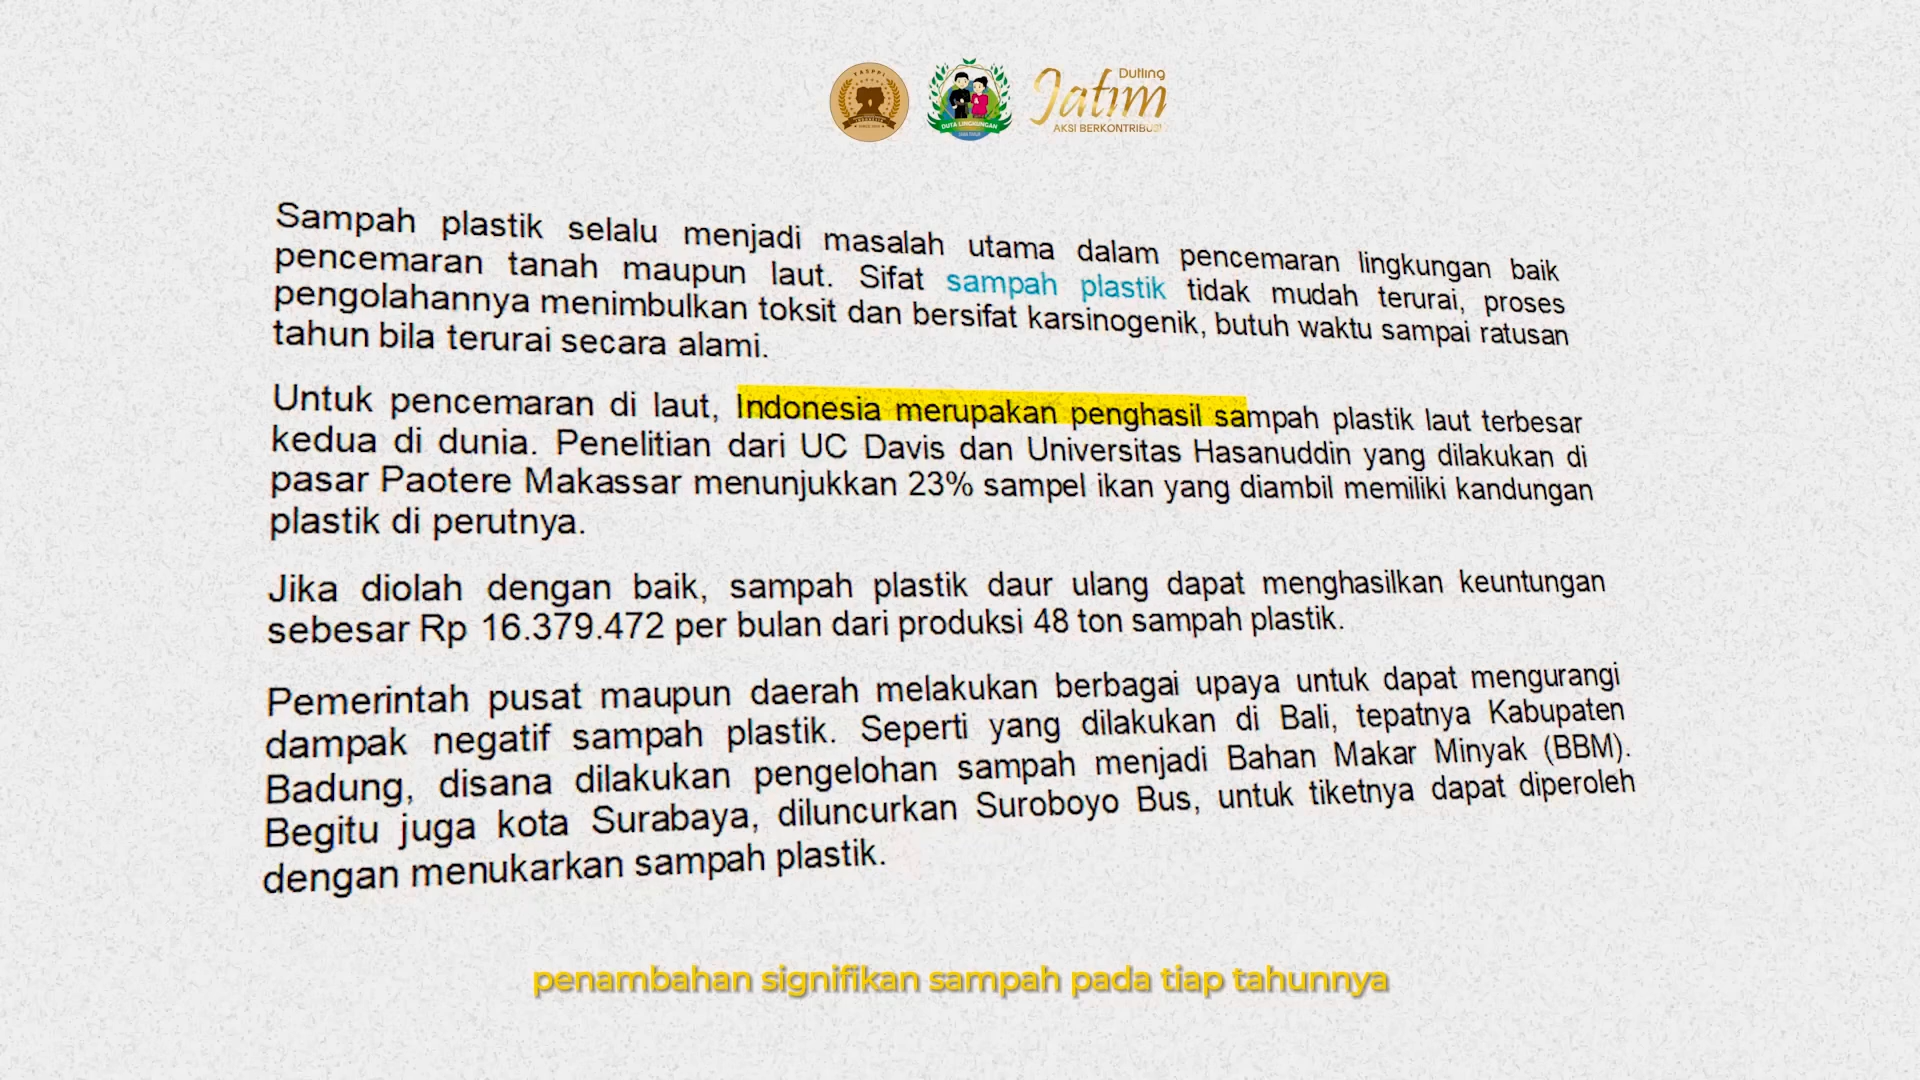 YASPPI
INDONESIA
DUTA LINGKUNGAN
JAWA TIMUR
Dutling
Jatim
AKSI BERKONTRIBUSI
Sampah plastik selalu menjadi masalah utama dalam pencemaran lingkungan baik
pencemaran tanah maupun laut. Sifat sampah plastik tidak mudah terurai, proses
pengolahannya menimbulkan toksit dan bersifat karsinogenik, butuh waktu sampai ratusan
tahun bila terurai secara alami.
Untuk pencemaran di laut, Indonesia merupakan penghasil sampah plastik laut terbesar
kedua di dunia. Penelitian dari UC Davis dan Universitas Hasanuddin yang dilakukan di
pasar Paotere Makassar menunjukkan 23% sampel ikan yang diambil memiliki kandungan
plastik di perutnya.
Jika diolah dengan baik, sampah plastik daur ulang dapat menghasilkan keuntungan
sebesar Rp 16.379.472 per bulan dari produksi 48 ton sampah plastik.
Pemerintah pusat maupun daerah melakukan berbagai upaya untuk dapat mengurangi
dampak negatif sampah plastik. Seperti yang dilakukan di Bali, tepatnya Kabupaten
Badung, disana dilakukan pengelohan sampah menjadi Bahan Makar Minyak (BBM).
Begitu juga kota Surabaya, diluncurkan Suroboyo Bus, untuk tiketnya dapat diperoleh
dengan menukarkan sampah plastik.
penambahan signifikan sampah pada tiap tahunnya